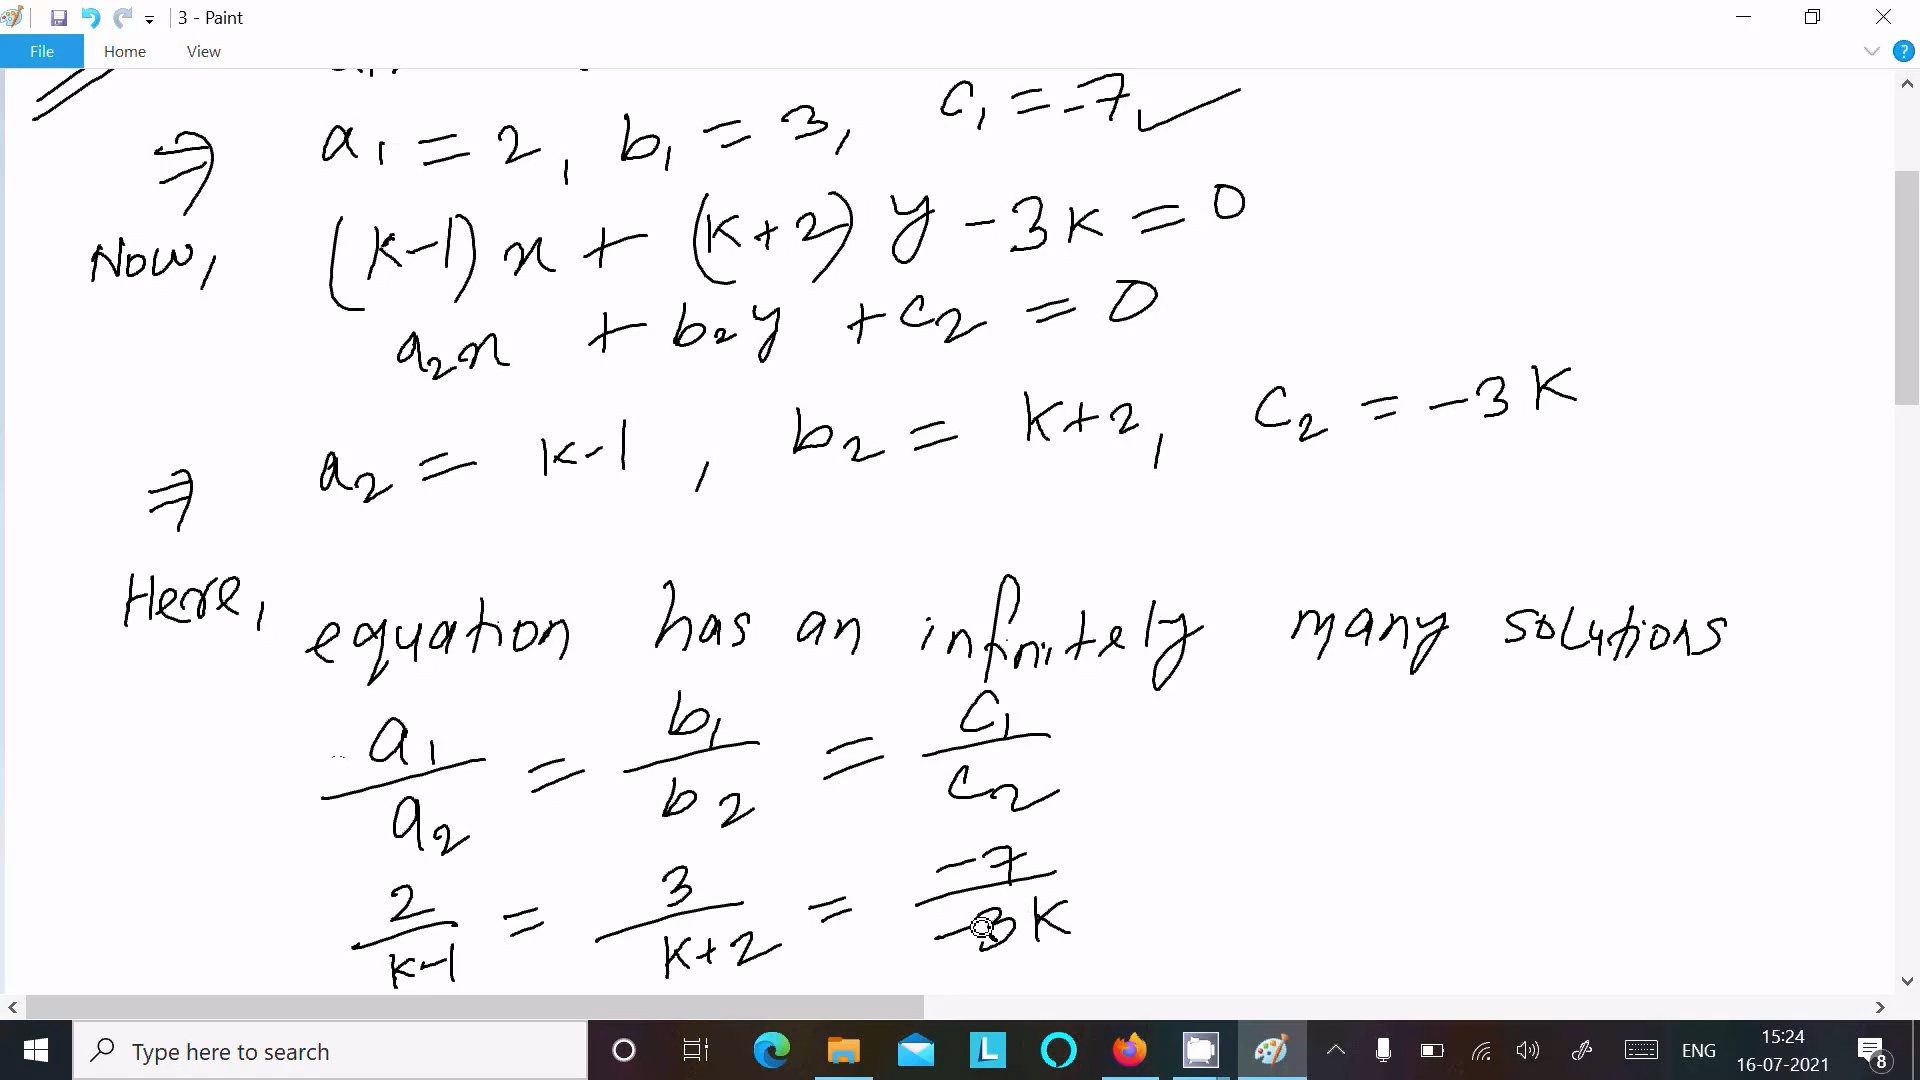 3 - Paint
File Home View
⇒ a₁ = 2, b₁ = 3, c₁ = -7 ✓
Now, (k-1)x + (k+2)y - 3k = 0
a₂x + b₂y + c₂ = 0
⇒ a₂ = k-1, b₂ = k+2, c₂ = -3k
Here, equation has an infinitely many solutions
a₁/a₂ = b₁/b₂ = c₁/c₂
2/k-1 = 3/k+2 = -7/-3k
Type here to search
ENG
15:24
16-07-2021
8